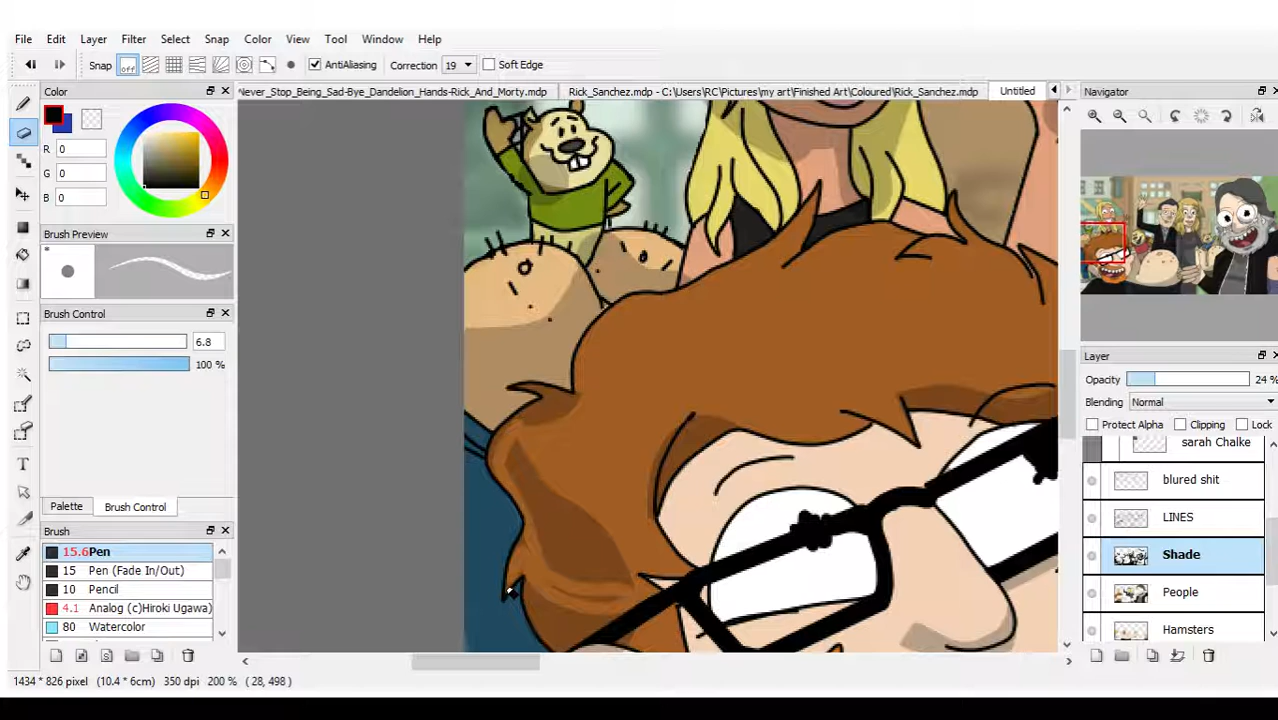 File Edit Layer Filter Select Snap Color View Tool Window Help
Snap off AntiAliasing Correction 19 Soft Edge
Color
Never_Stop_Being_Sad-Bye_Dandelion_Hands-Rick_And_Morty.mdp Rick_Sanchez.mdp - C:\Users\RC\Pictures\my art\Finished Art\Coloured\Rick_Sanchez.mdp Untitled
Navigator
R 0
G 0
B 0
Brush Preview
*
Brush Control
6.8
100 %
Layer
Opacity 24 %
Blending Normal
Protect Alpha Clipping Lock
sarah Chalke
blured shit
LINES
Shade
People
Hamsters
Palette Brush Control
Brush
15.6 Pen
15 Pen (Fade In/Out)
10 Pencil
4.1 Analog (c)Hiroki Ugawa)
80 Watercolor
T
S
1434 * 826 pixel (10.4 * 6cm) 350 dpi 200 % ( 28, 498 )